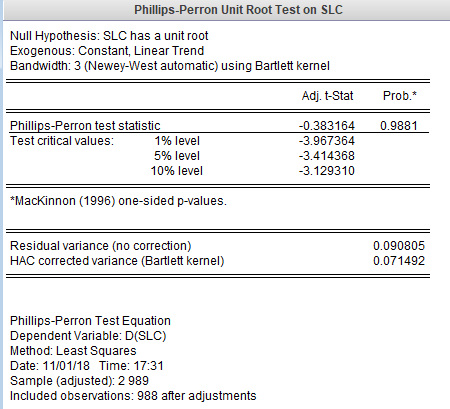 Phillips-Perron Unit Root Test on SLC
Null Hypothesis: SLC has a unit root
Exogenous: Constant, Linear Trend
Bandwidth: 3 (Newey-West automatic) using Bartlett kernel
Adj. t-Stat Prob.*
Phillips-Perron test statistic -0.383164 0.9881
Test critical values: 1% level -3.967364
5% level -3.414368
10% level -3.129310
*MacKinnon (1996) one-sided p-values.
Residual variance (no correction) 0.090805
HAC corrected variance (Bartlett kernel) 0.071492
Phillips-Perron Test Equation
Dependent Variable: D(SLC)
Method: Least Squares
Date: 11/01/18 Time: 17:31
Sample (adjusted): 2 989
Included observations: 988 after adjustments